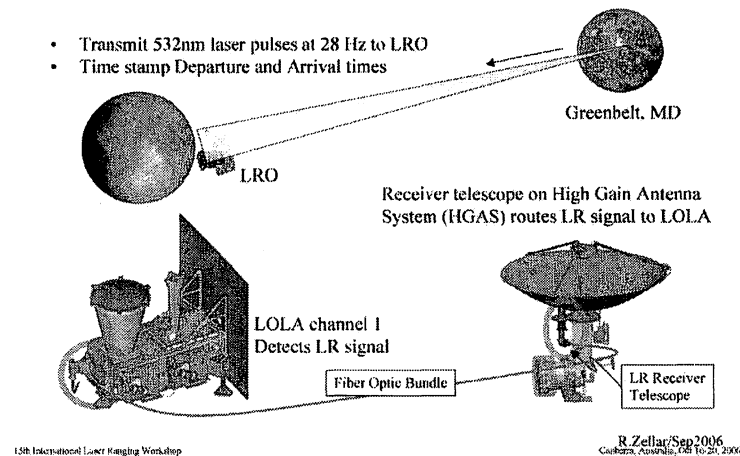 • Transmit 532nm laser pulses at 28 Hz to LRO
• Time stamp Departure and Arrival times
Greenbelt, MD
LRO
Receiver telescope on High Gain Antenna
System (HGAS) routes LR signal to LOLA
LOLA channel 1
Detects LR signal
Fiber Optic Bundle
LR Receiver
Telescope
R.Zellar/Sep2006
15th International Laser Ranging Workshop
Canberra, Australia, Oct 16-20, 2006